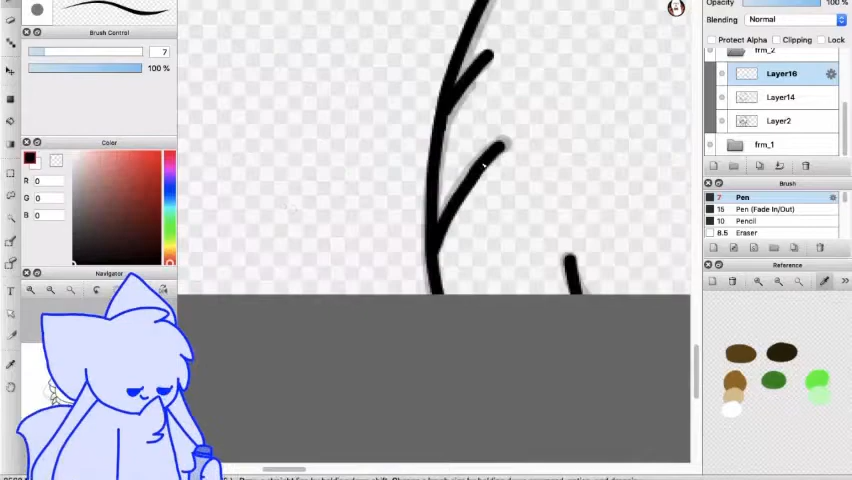 Opacity 100 %
Blending Normal
Brush Control
Protect Alpha Clipping Lock
7
frm_2
100 %
Layer16
Layer14
Layer2
Color
frm_1
R 0
Brush
G 0
7 Pen
B 0
15 Pen (Fade In/Out)
10 Pencil
8.5 Eraser
Navigator
Reference
T